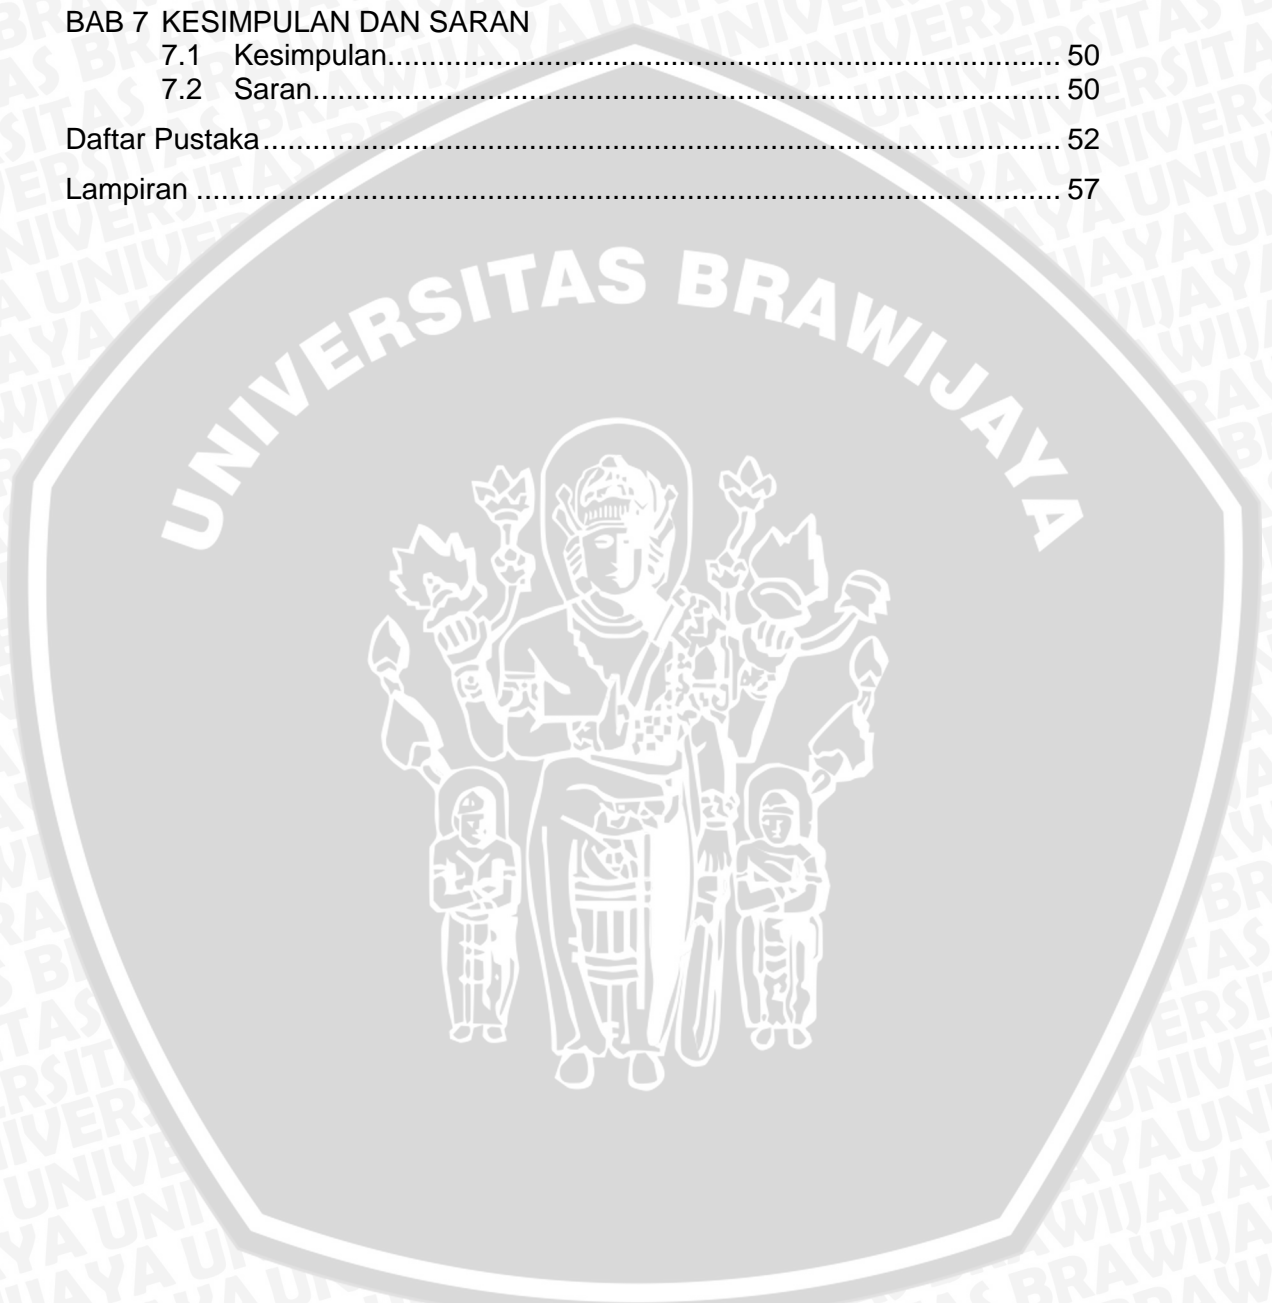 BAB 7 KESIMPULAN DAN SARAN
7.1 Kesimpulan.................................................................................. 50
7.2 Saran........................................................................................... 50
Daftar Pustaka................................................................................................. 52
Lampiran ......................................................................................................... 57
UNIVERSITAS BRAWIJAYA